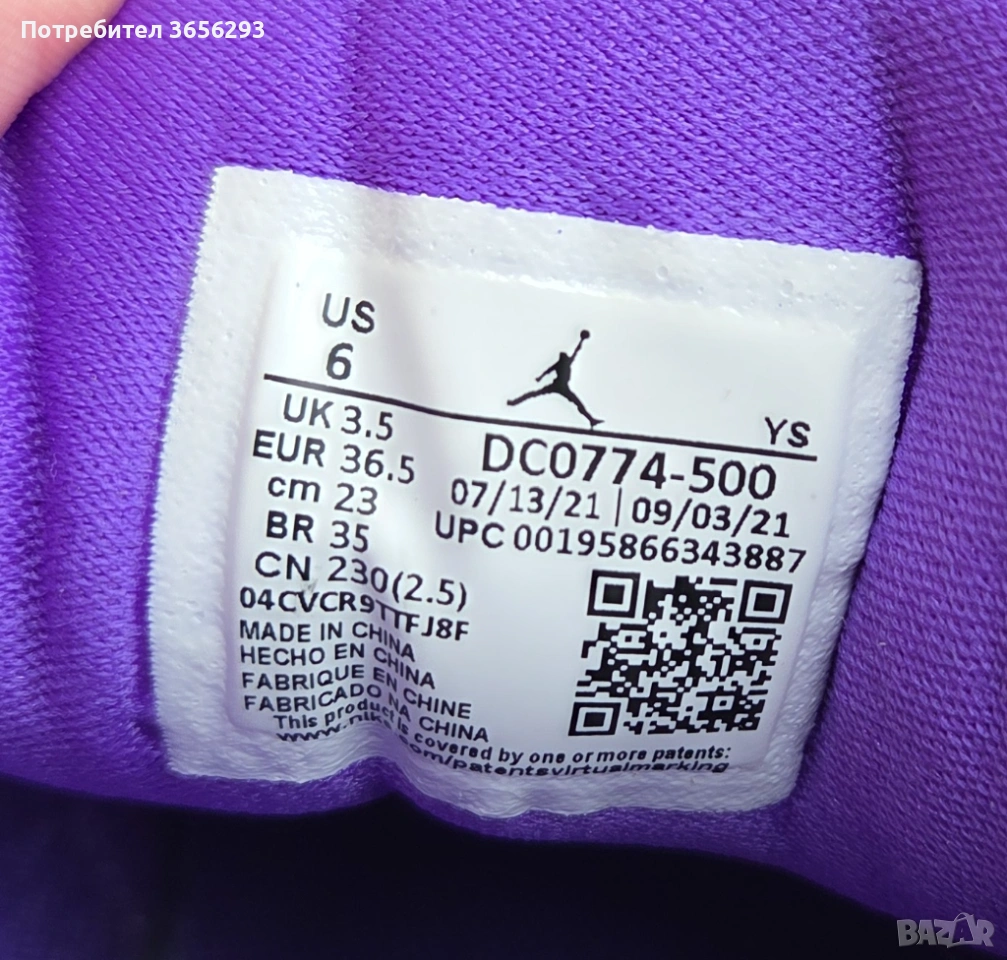 Потребител 3656293
US
6
YS
UK 3.5
EUR 36.5
cm 23
BR 35
CN 230(2.5)
DC0774-500
07/13/21 | 09/03/21
UPC 00195866343887
04CVCR9TTFJ8F
MADE IN CHINA
HECHO EN CHINA
FABRIQUE EN CHINE
FABRICADO NA CHINA
This product is covered by one or more patents:
www.nike.com/patentsvirtualmarking
BAZAR